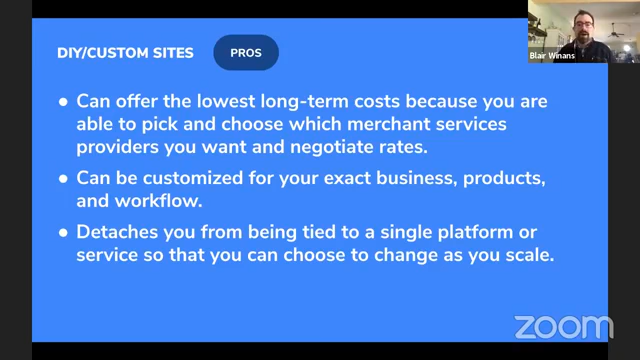 DIY/CUSTOM SITES
PROS
Blair Winans
● Can offer the lowest long-term costs because you are
able to pick and choose which merchant services
providers you want and negotiate rates.
● Can be customized for your exact business, products,
and workflow.
● Detaches you from being tied to a single platform or
service so that you can choose to change as you scale.
zoom